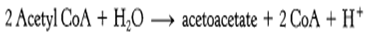 2 Acetyl CoA + H₂O ⟶ acetoacetate + 2 CoA + H⁺